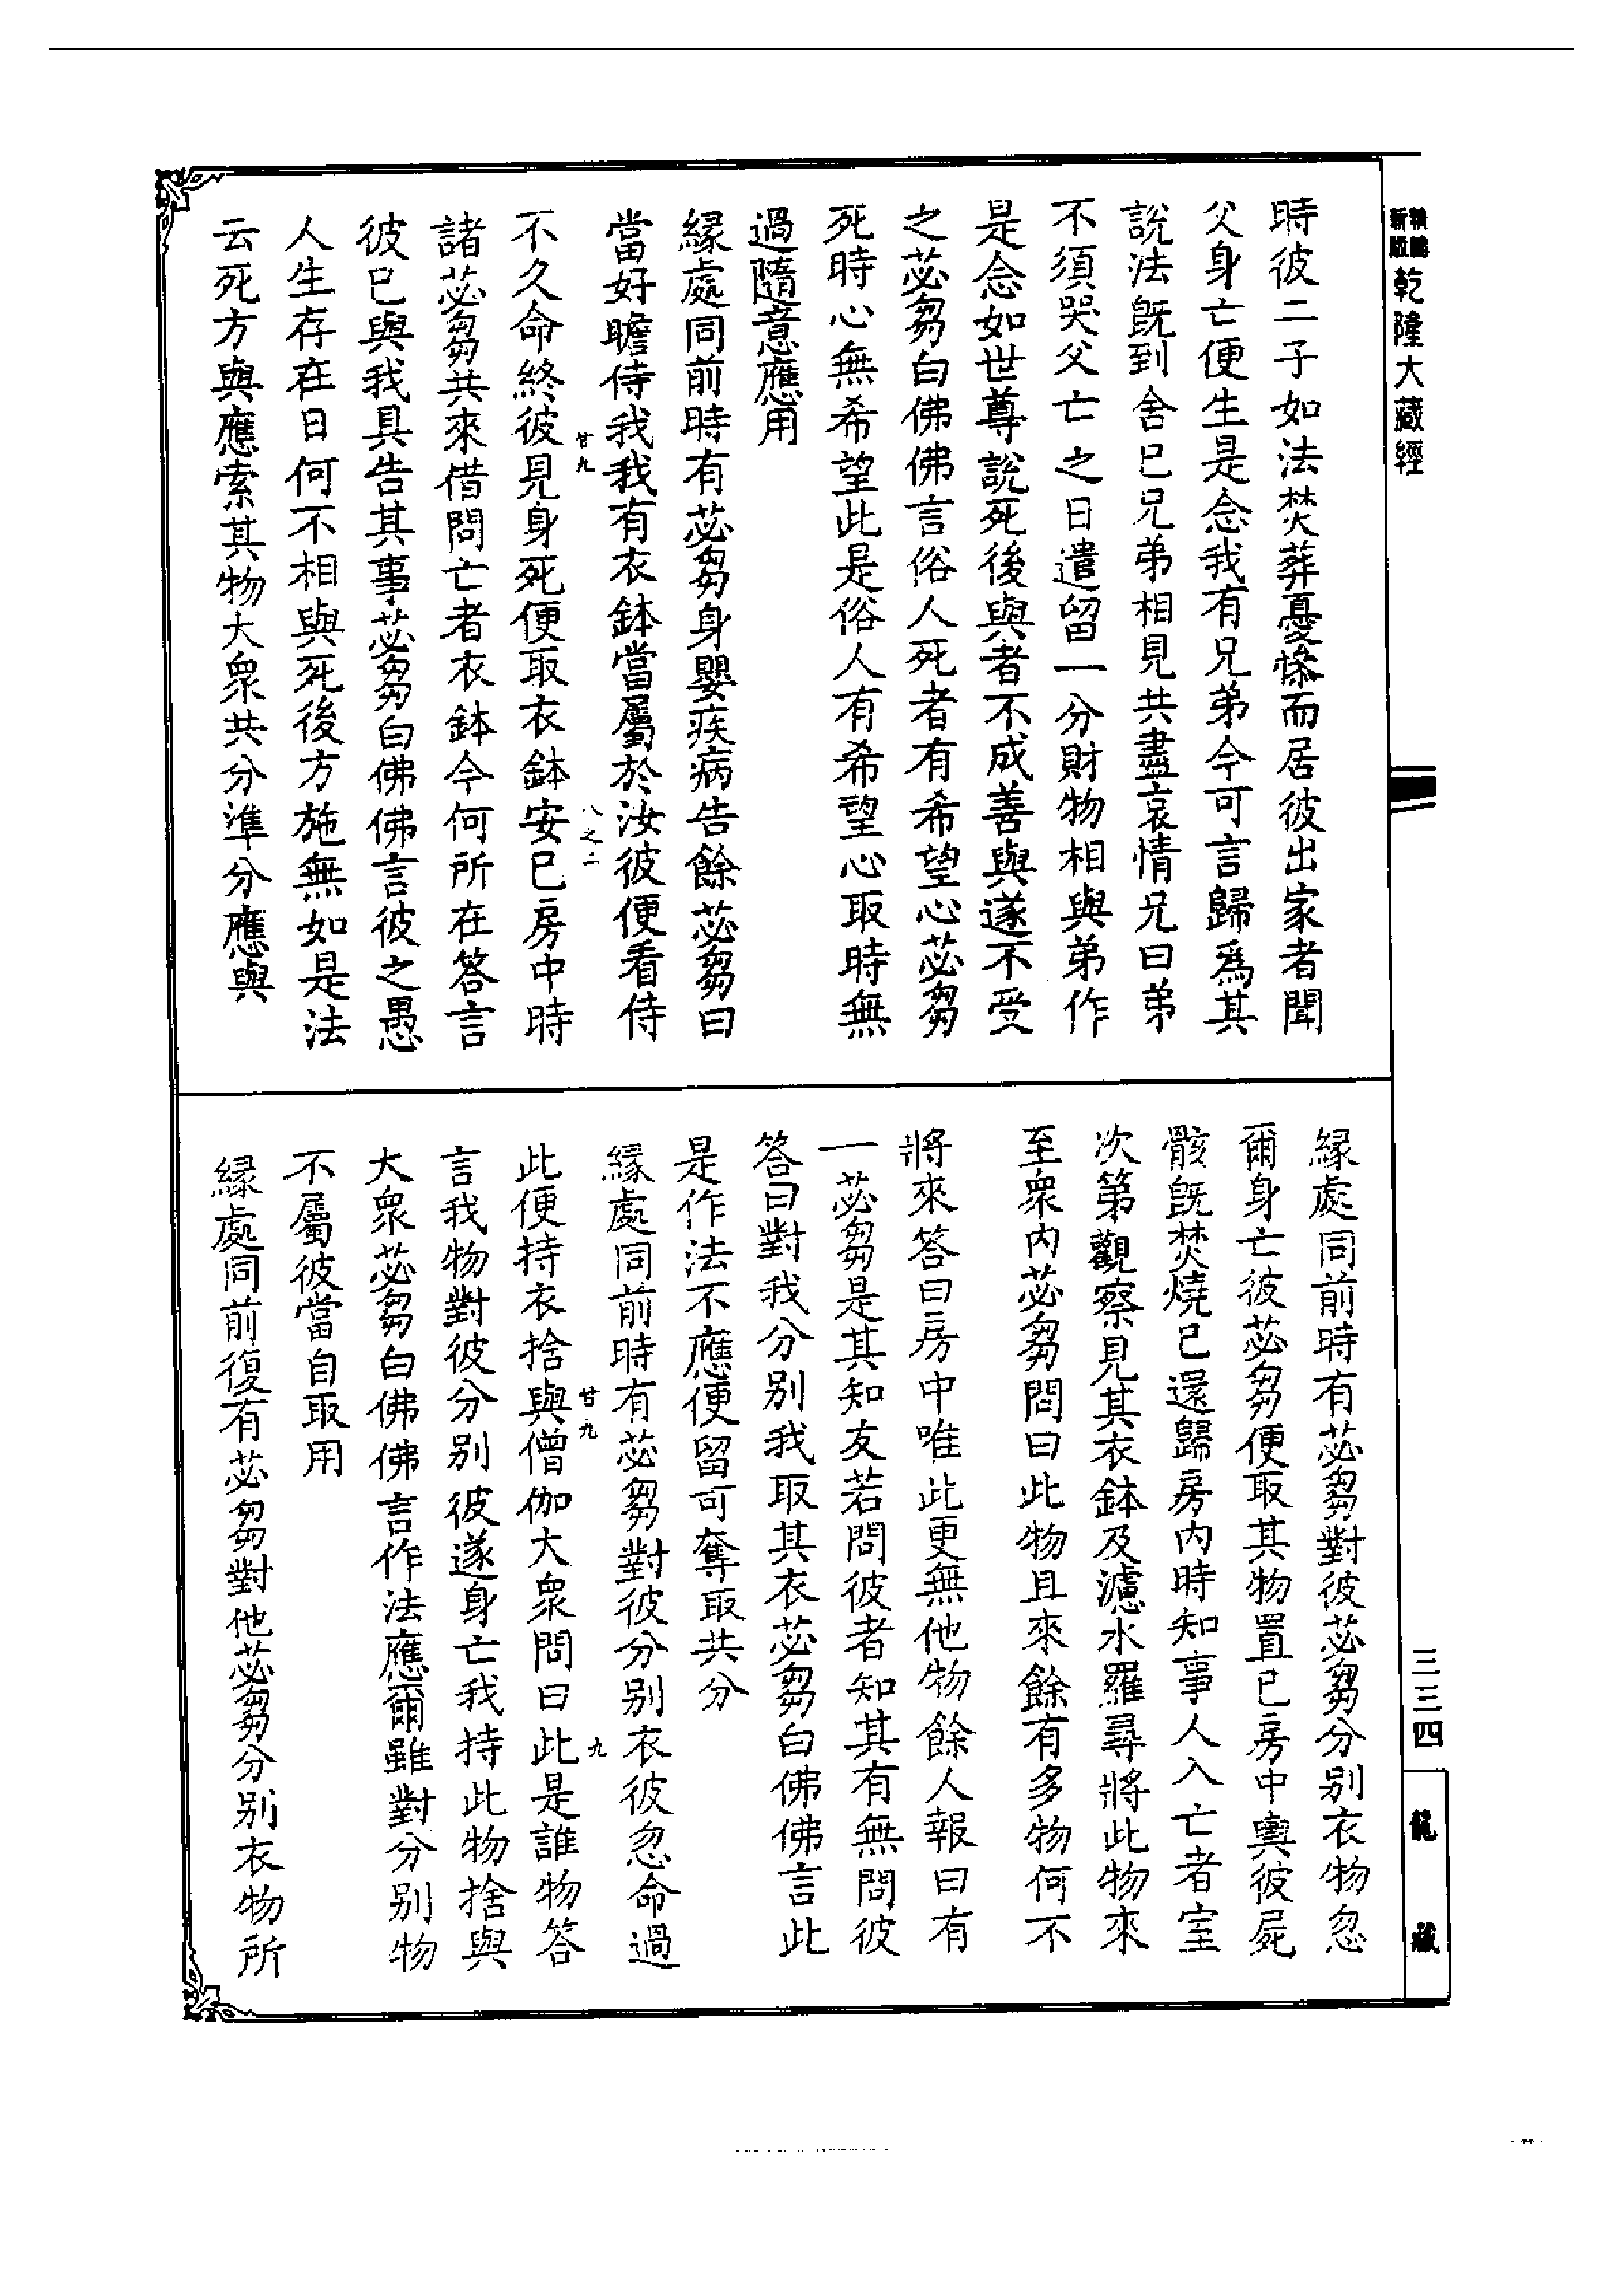 新版
精縮
乾隆大藏經
時彼二子如法焚葬憂惱而居彼出家者聞
父身亡便生是念我有兄弟今可言歸爲其
說法既到舍已兄弟相見共盡哀情兄曰弟
不須哭父亡之日遺留一分財物相與弟作
是念如世尊說死後與者不成善與遂不受
之苾芻白佛佛言俗人死者有希望心苾芻
死時心無希望此是俗人有希望心取時無
過隨意應用
緣處同前時有苾芻身嬰疾病告餘苾芻曰
當好瞻侍我我有衣鉢當屬於汝彼便看侍
甘九
八之二
不久命終彼見身死便取衣鉢安已房中時
諸苾芻共來借問亡者衣鉢今何所在答言
彼已與我具告其事苾芻白佛佛言彼之愚
人生存在日何不相與死後方施無如是法
云死方與應索其物大衆共分準分應與
緣處同前時有苾芻對彼苾芻分別衣物忽
爾身亡彼苾芻便取其物置已房中輿彼屍
骸既焚燒已還歸房內時知事人入亡者室
次第觀察見其衣鉢及濾水羅尋將此物來
至衆內苾芻問曰此物且來餘有多物何不
將來答曰房中唯此更無他物餘人報曰有
一苾芻是其知友若問彼者知其有無問彼
答曰對我分別我取其衣苾芻白佛佛言此
是作法不應便留可奪取共分
緣處同前時有苾芻對彼分別衣彼忽命過
甘九
九
此便持衣捨與僧伽大衆問曰此是誰物答
言我物對彼分別彼遂身亡我持此物捨與
大衆苾芻白佛佛言作法應爾雖對分別物
不屬彼當自取用
緣處同前復有苾芻對他苾芻分別衣物所
三三四
龍藏